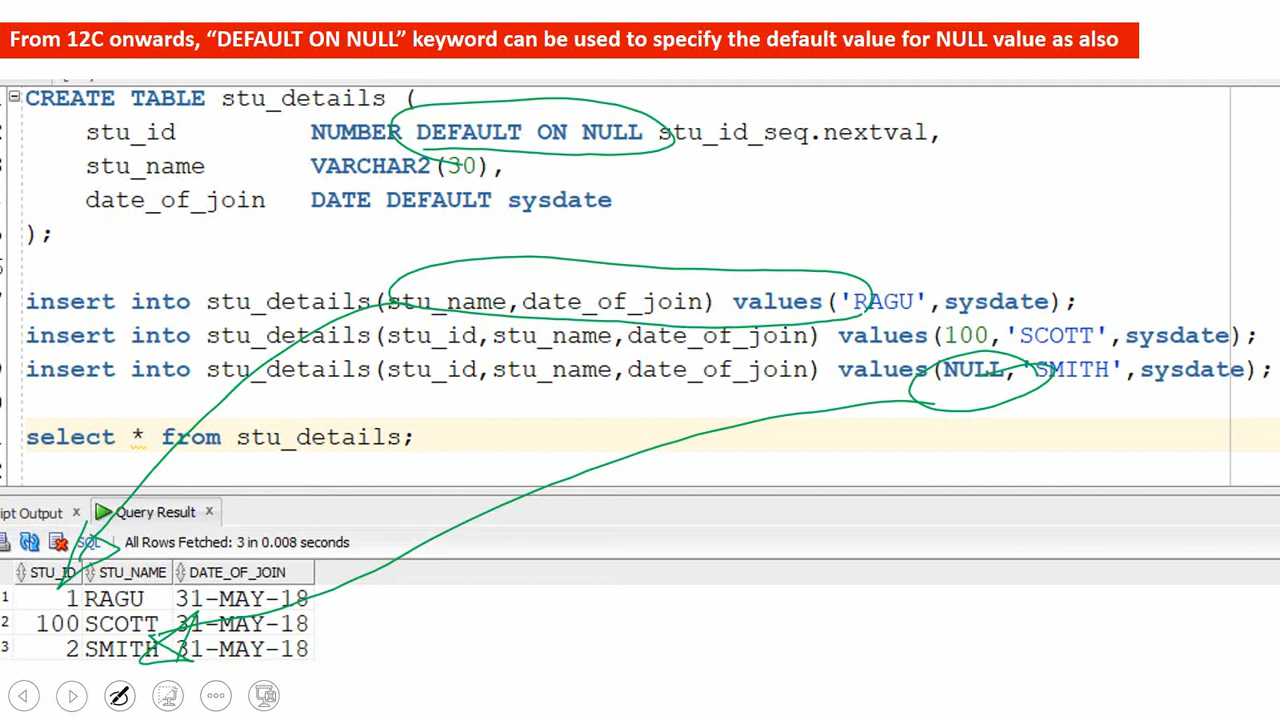 From 12C onwards, “DEFAULT ON NULL” keyword can be used to specify the default value for NULL value as also
CREATE TABLE stu_details (
stu_id NUMBER DEFAULT ON NULL stu_id_seq.nextval,
stu_name VARCHAR2(30),
date_of_join DATE DEFAULT sysdate
);
insert into stu_details(stu_name,date_of_join) values('RAGU',sysdate);
insert into stu_details(stu_id,stu_name,date_of_join) values(100,'SCOTT',sysdate);
insert into stu_details(stu_id,stu_name,date_of_join) values(NULL,'SMITH',sysdate);
select * from stu_details;
ipt Output x Query Result x
SQL All Rows Fetched: 3 in 0.008 seconds
STU_ID STU_NAME DATE_OF_JOIN
1 1 RAGU 31-MAY-18
2 100 SCOTT 31-MAY-18
3 2 SMITH 31-MAY-18